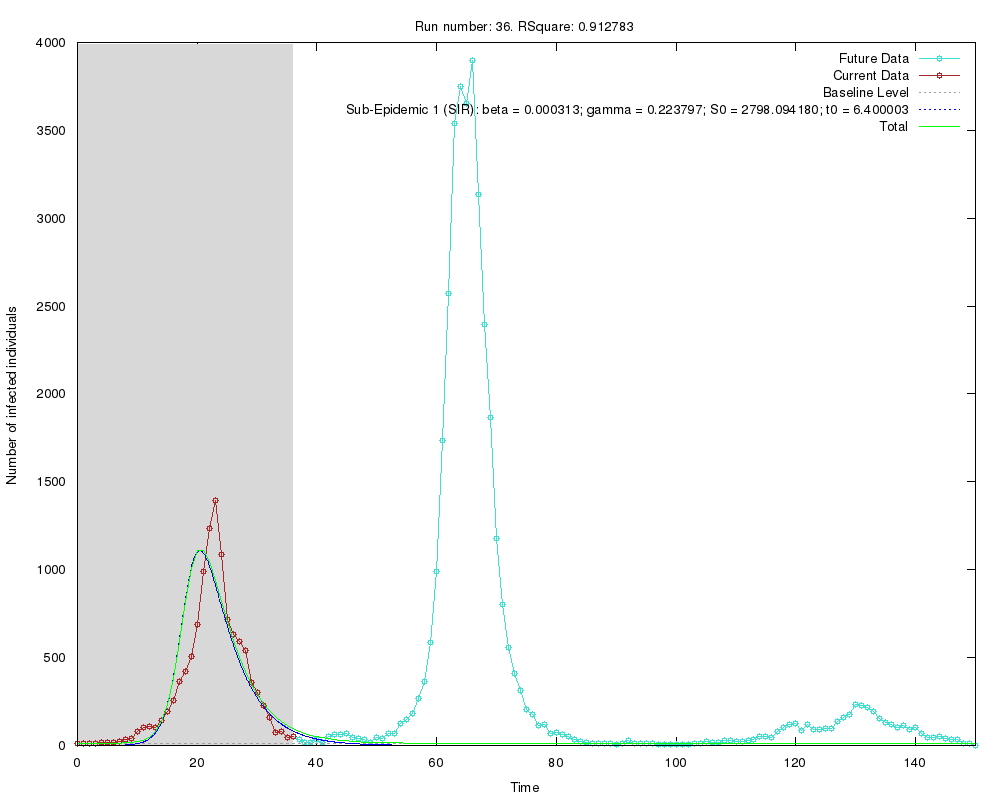 Run number: 36. RSquare: 0.912783
4000
3500
3000
2500
2000
1500
1000
500
0
Future Data
Current Data
Baseline Level
Sub-Epidemic 1 (SIR): beta = 0.000313; gamma = 0.223797; S0 = 2798.094180; t0 = 6.400003
Total
Number of infected individuals
0 20 40 60 80 100 120 140
Time